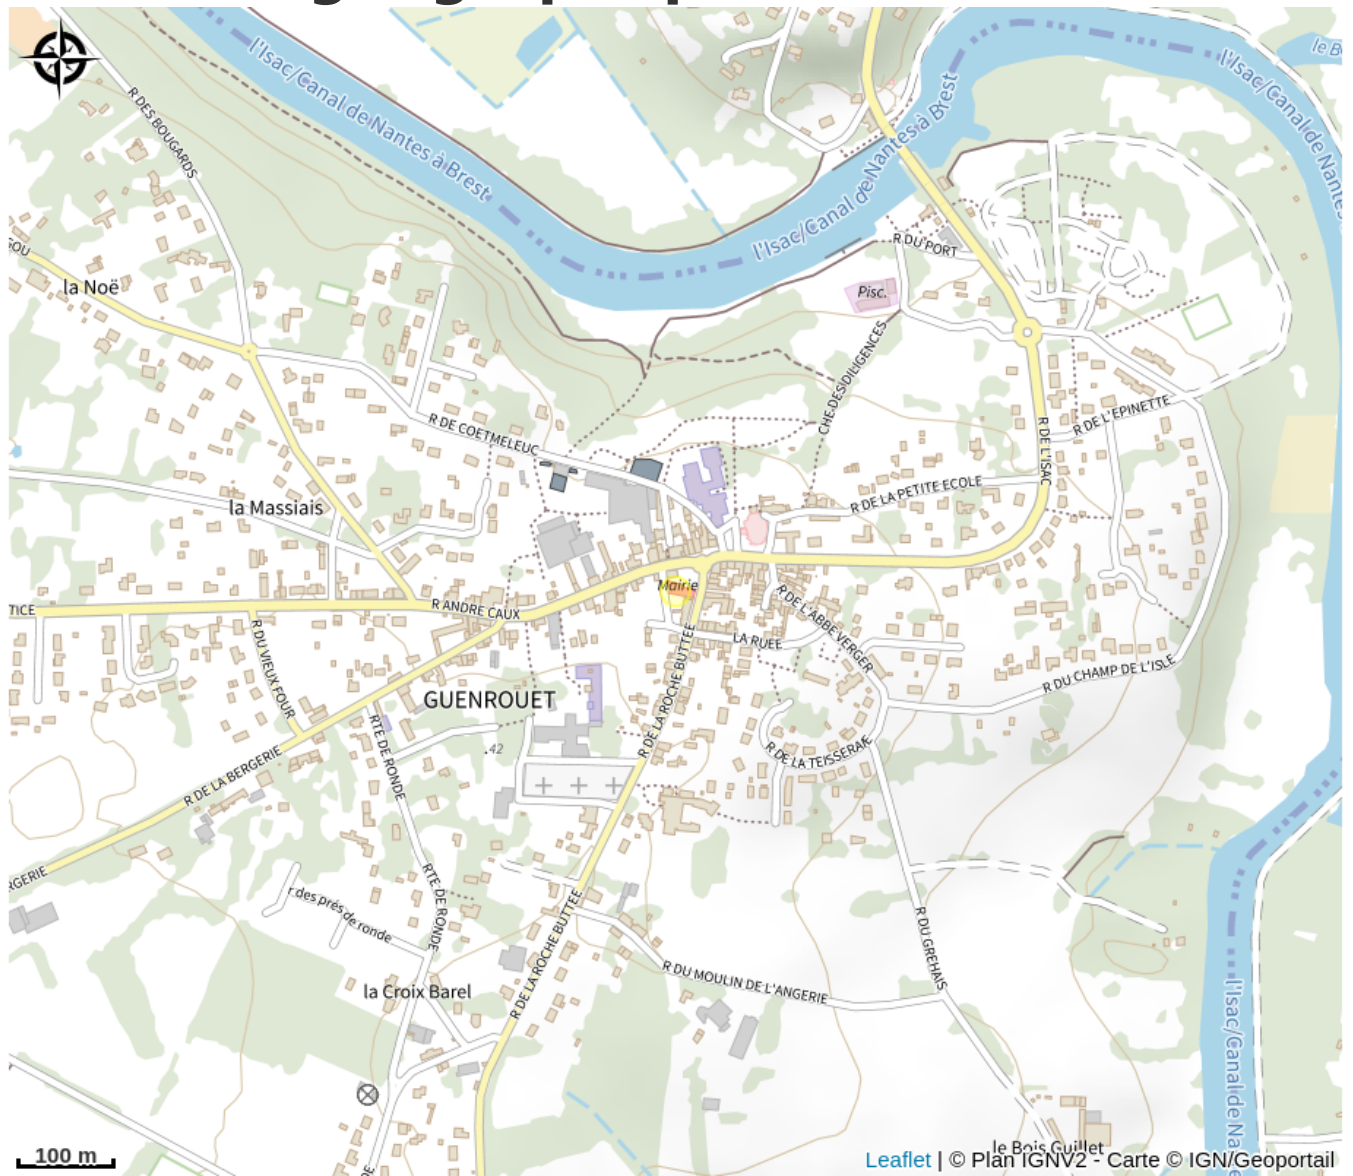 l'Isac/Canal de Nantes à Brest
l'Isac/Canal de Nantes à Brest
l'Isac/Canal de Nantes
le B
R DES BOUGARDS
R DU PORT
la Noë
Pisc.
CHE DES DILIGENCES
R DE COETMELEUC
R DE L'EPINETTE
R DE L'ISAC
R DE LA PETITE ECOLE
la Massiais
Mairie
TICE
R ANDRE CAUX
R DE L'ABBE VERGER
LA RUEE
R DU VIEUX FOUR
R DU CHAMP DE L'ISLE
GUENROUET
R DE LA ROCHE BUTTEE
RTE DE RONDE
.42
R DE LA TEISSERAIE
R DE LA BERGERIE
RGERIE
r des prés de ronde
RTE DE RONDE
R DE LA ROCHE BUTTEE
R DU GREHAIS
R DU MOULIN DE L'ANGERIE
la Croix Barel
l'Isac/Canal de Na
le Bois Guillet
100 m
Leaflet | © Plan IGNV2 - Carte © IGN/Geoportail